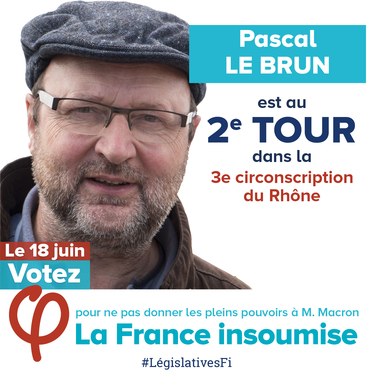 Pascal
LE BRUN
est au
2e TOUR
dans la
3e circonscription
du Rhône
Le 18 juin
Votez
φ
pour ne pas donner les pleins pouvoirs à M. Macron
La France insoumise
#LégislativesFi